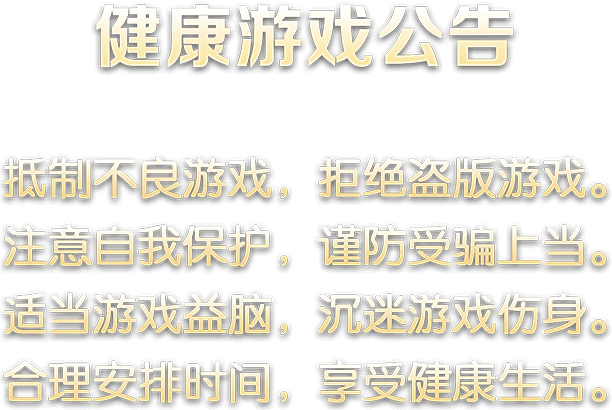 健康游戏公告
抵制不良游戏，拒绝盗版游戏。
注意自我保护，谨防受骗上当。
适当游戏益脑，沉迷游戏伤身。
合理安排时间，享受健康生活。